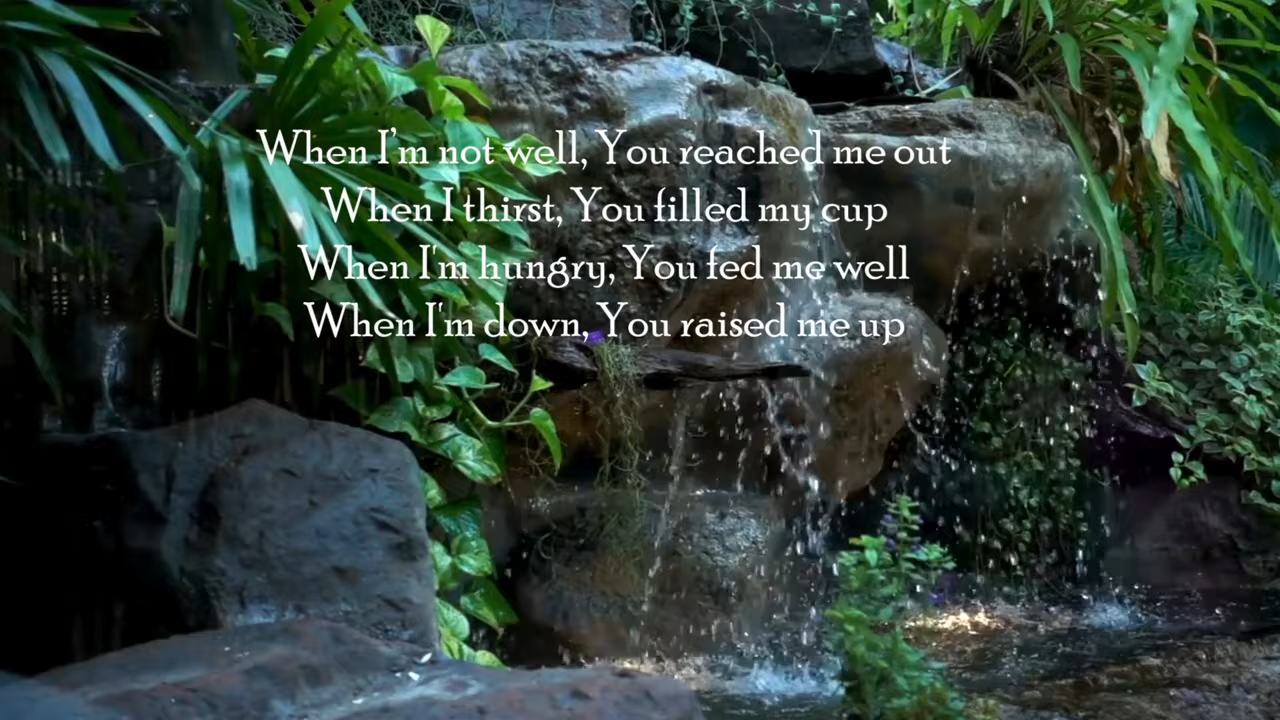 When I’m not well, You reached me out
When I thirst, You filled my cup
When I'm hungry, You fed me well
When I'm down, You raised me up